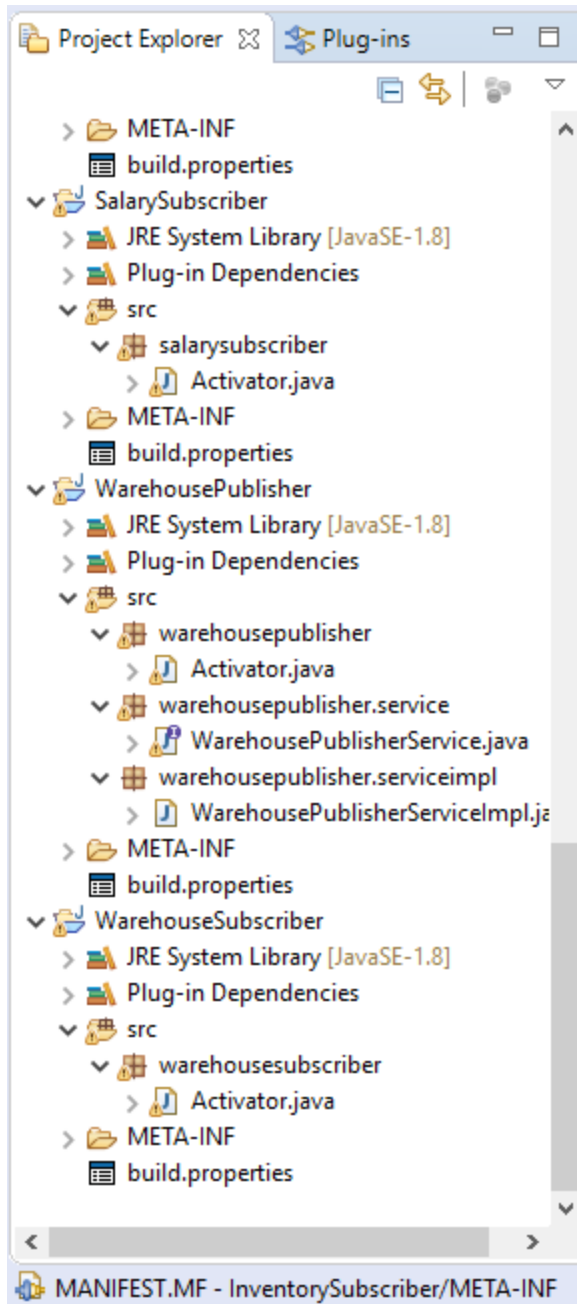 Project Explorer Plug-ins
META-INF
build.properties
SalarySubscriber
JRE System Library [JavaSE-1.8]
Plug-in Dependencies
src
salarysubscriber
Activator.java
META-INF
build.properties
WarehousePublisher
JRE System Library [JavaSE-1.8]
Plug-in Dependencies
src
warehousepublisher
Activator.java
warehousepublisher.service
WarehousePublisherService.java
warehousepublisher.serviceimpl
WarehousePublisherServiceImpl.ja
META-INF
build.properties
WarehouseSubscriber
JRE System Library [JavaSE-1.8]
Plug-in Dependencies
src
warehousesubscriber
Activator.java
META-INF
build.properties
MANIFEST.MF - InventorySubscriber/META-INF